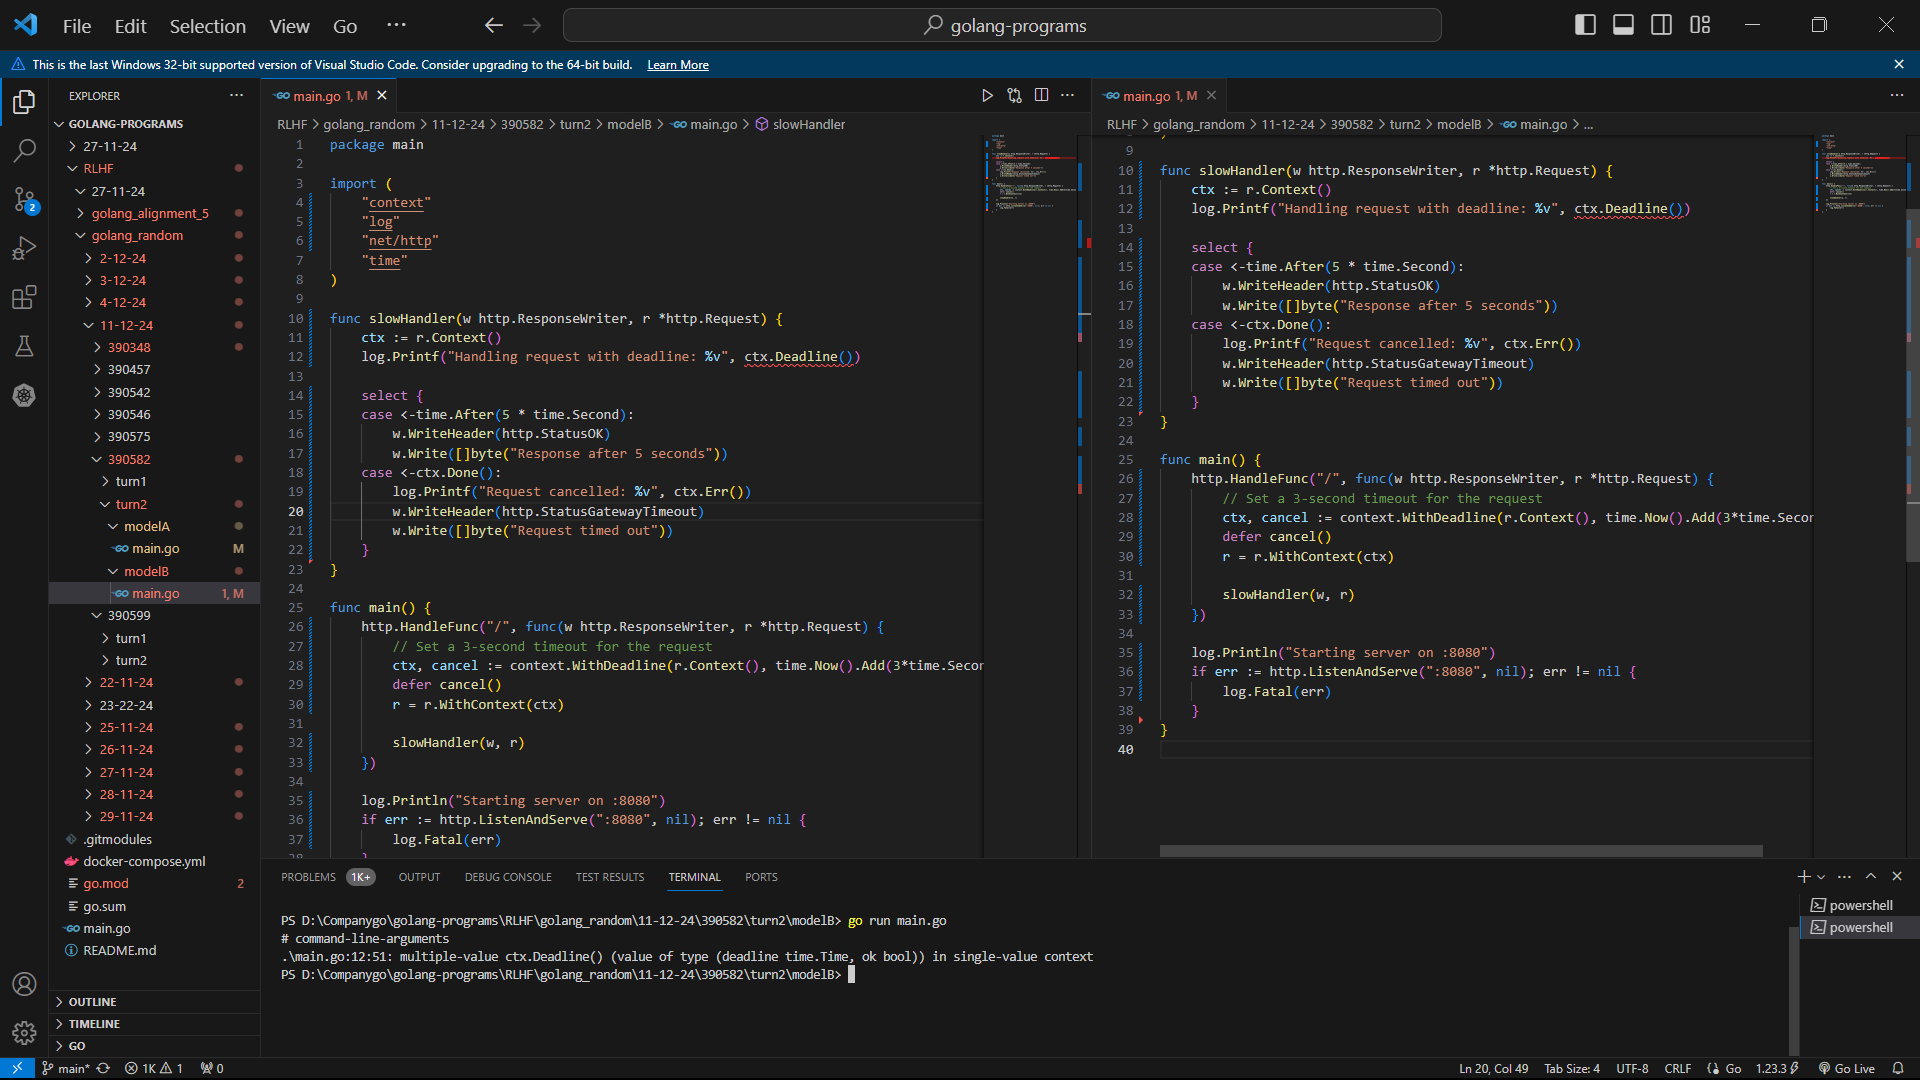 File Edit Selection View Go ···
golang-programs
This is the last Windows 32-bit supported version of Visual Studio Code. Consider upgrading to the 64-bit build. Learn More
EXPLORER
GOLANG-PROGRAMS
27-11-24
RLHF
27-11-24
golang_alignment_5
golang_random
2-12-24
3-12-24
4-12-24
11-12-24
390348
390457
390542
390546
390575
390582
turn1
turn2
modelA
main.go M
modelB
main.go 1, M
390599
turn1
turn2
22-11-24
23-22-24
25-11-24
26-11-24
27-11-24
28-11-24
29-11-24
.gitmodules
docker-compose.yml
go.mod 2
go.sum
main.go
README.md
OUTLINE
TIMELINE
GO
main.go 1, M
RLHF > golang_random > 11-12-24 > 390582 > turn2 > modelB > main.go > slowHandler
1 package main
2
3 import (
4 "context"
5 "log"
6 "net/http"
7 "time"
8 )
9
10 func slowHandler(w http.ResponseWriter, r *http.Request) {
11 ctx := r.Context()
12 log.Printf("Handling request with deadline: %v", ctx.Deadline())
13
14 select {
15 case <-time.After(5 * time.Second):
16 w.WriteHeader(http.StatusOK)
17 w.Write([]byte("Response after 5 seconds"))
18 case <-ctx.Done():
19 log.Printf("Request cancelled: %v", ctx.Err())
20 w.WriteHeader(http.StatusGatewayTimeout)
21 w.Write([]byte("Request timed out"))
22 }
23 }
24
25 func main() {
26 http.HandleFunc("/", func(w http.ResponseWriter, r *http.Request) {
27 // Set a 3-second timeout for the request
28 ctx, cancel := context.WithDeadline(r.Context(), time.Now().Add(3*time.Secor
29 defer cancel()
30 r = r.WithContext(ctx)
31
32 slowHandler(w, r)
33 })
34
35 log.Println("Starting server on :8080")
36 if err := http.ListenAndServe(":8080", nil); err != nil {
37 log.Fatal(err)
38 }
main.go 1, M
RLHF > golang_random > 11-12-24 > 390582 > turn2 > modelB > main.go > ...
9
10 func slowHandler(w http.ResponseWriter, r *http.Request) {
11 ctx := r.Context()
12 log.Printf("Handling request with deadline: %v", ctx.Deadline())
13
14 select {
15 case <-time.After(5 * time.Second):
16 w.WriteHeader(http.StatusOK)
17 w.Write([]byte("Response after 5 seconds"))
18 case <-ctx.Done():
19 log.Printf("Request cancelled: %v", ctx.Err())
20 w.WriteHeader(http.StatusGatewayTimeout)
21 w.Write([]byte("Request timed out"))
22 }
23 }
24
25 func main() {
26 http.HandleFunc("/", func(w http.ResponseWriter, r *http.Request) {
27 // Set a 3-second timeout for the request
28 ctx, cancel := context.WithDeadline(r.Context(), time.Now().Add(3*time.Secor
29 defer cancel()
30 r = r.WithContext(ctx)
31
32 slowHandler(w, r)
33 })
34
35 log.Println("Starting server on :8080")
36 if err := http.ListenAndServe(":8080", nil); err != nil {
37 log.Fatal(err)
38 }
39 }
40
PROBLEMS 1K+ OUTPUT DEBUG CONSOLE TEST RESULTS TERMINAL PORTS
PS D:\Companygo\golang-programs\RLHF\golang_random\11-12-24\390582\turn2\modelB> go run main.go
# command-line-arguments
.\main.go:12:51: multiple-value ctx.Deadline() (value of type (deadline time.Time, ok bool)) in single-value context
PS D:\Companygo\golang-programs\RLHF\golang_random\11-12-24\390582\turn2\modelB>
powershell
powershell
2
main* 1K 1 0 Ln 20, Col 49 Tab Size: 4 UTF-8 CRLF Go 1.23.3 Go Live